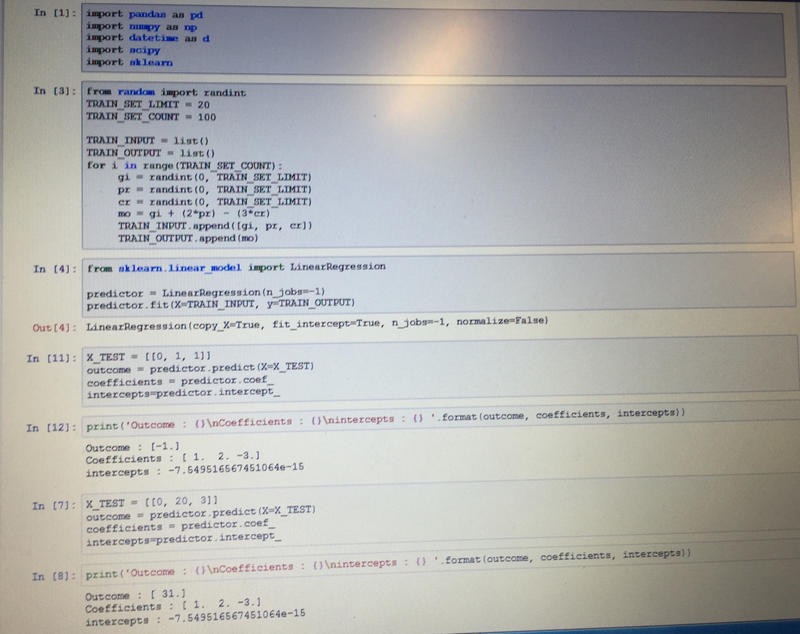 In [1]: import pandas as pd
import numpy as np
import datetime as d
import scipy
import sklearn
In [3]: from random import randint
TRAIN_SET_LIMIT = 20
TRAIN_SET_COUNT = 100
TRAIN_INPUT = list()
TRAIN_OUTPUT = list()
for i in range(TRAIN_SET_COUNT):
gi = randint(0, TRAIN_SET_LIMIT)
pr = randint(0, TRAIN_SET_LIMIT)
cr = randint(0, TRAIN_SET_LIMIT)
mo = gi + (2*pr) - (3*cr)
TRAIN_INPUT.append([gi, pr, cr])
TRAIN_OUTPUT.append(mo)
In [4]: from sklearn.linear_model import LinearRegression
predictor = LinearRegression(n_jobs=-1)
predictor.fit(X=TRAIN_INPUT, y=TRAIN_OUTPUT)
Out[4]: LinearRegression(copy_X=True, fit_intercept=True, n_jobs=-1, normalize=False)
In [11]: X_TEST = [[0, 1, 1]]
outcome = predictor.predict(X=X_TEST)
coefficients = predictor.coef_
intercepts=predictor.intercept_
In [12]: print('Outcome : {}\nCoefficients : {}\nintercepts : {} '.format(outcome, coefficients, intercepts))
Outcome : [-1.]
Coefficients : [ 1. 2. -3.]
intercepts : -7.549516567451064e-15
In [7]: X_TEST = [[0, 20, 3]]
outcome = predictor.predict(X=X_TEST)
coefficients = predictor.coef_
intercepts=predictor.intercept_
In [8]: print('Outcome : {}\nCoefficients : {}\nintercepts : {} '.format(outcome, coefficients, intercepts))
Outcome : [ 31.]
Coefficients : [ 1. 2. -3.]
intercepts : -7.549516567451064e-15